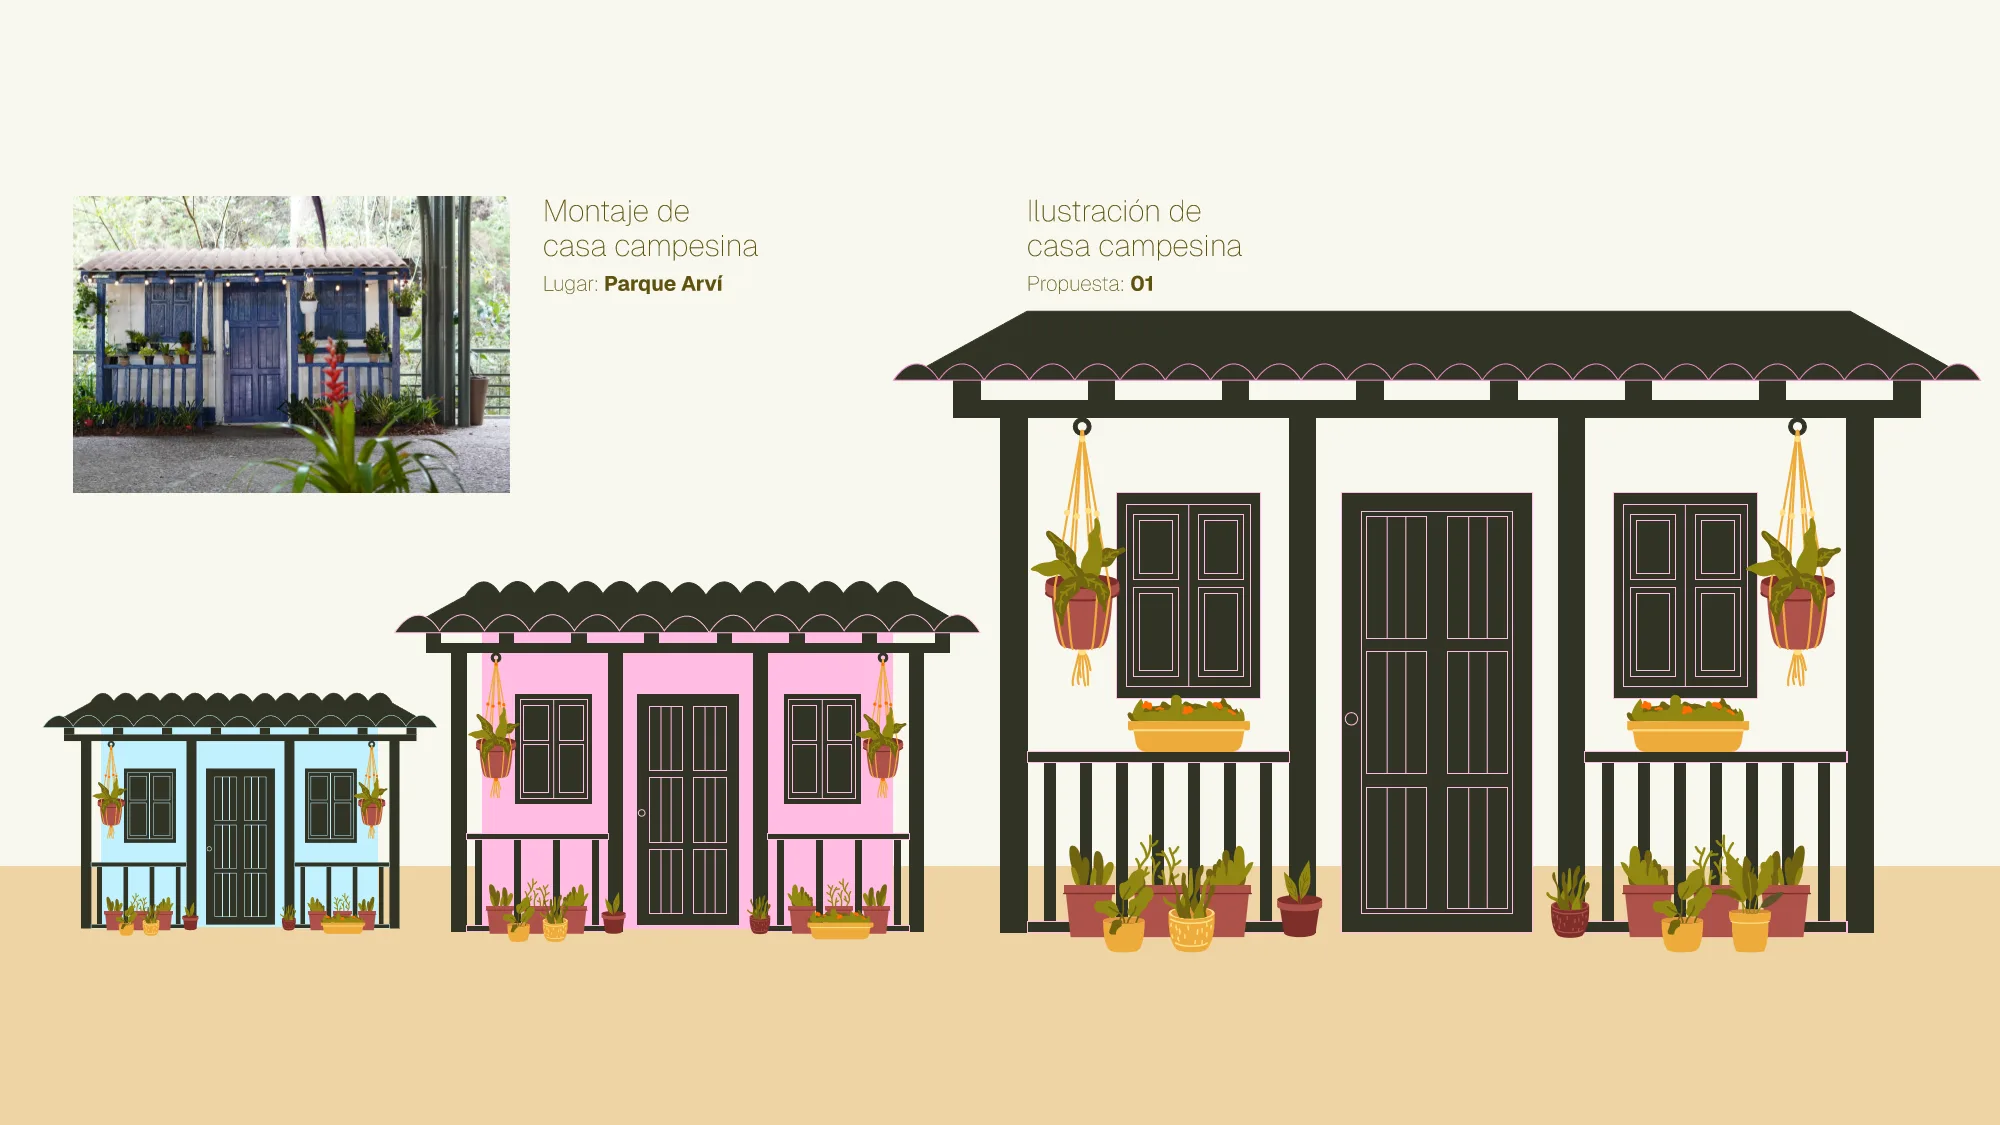 Montaje de
casa campesina
Lugar: Parque Arví
Ilustración de
casa campesina
Propuesta: 01